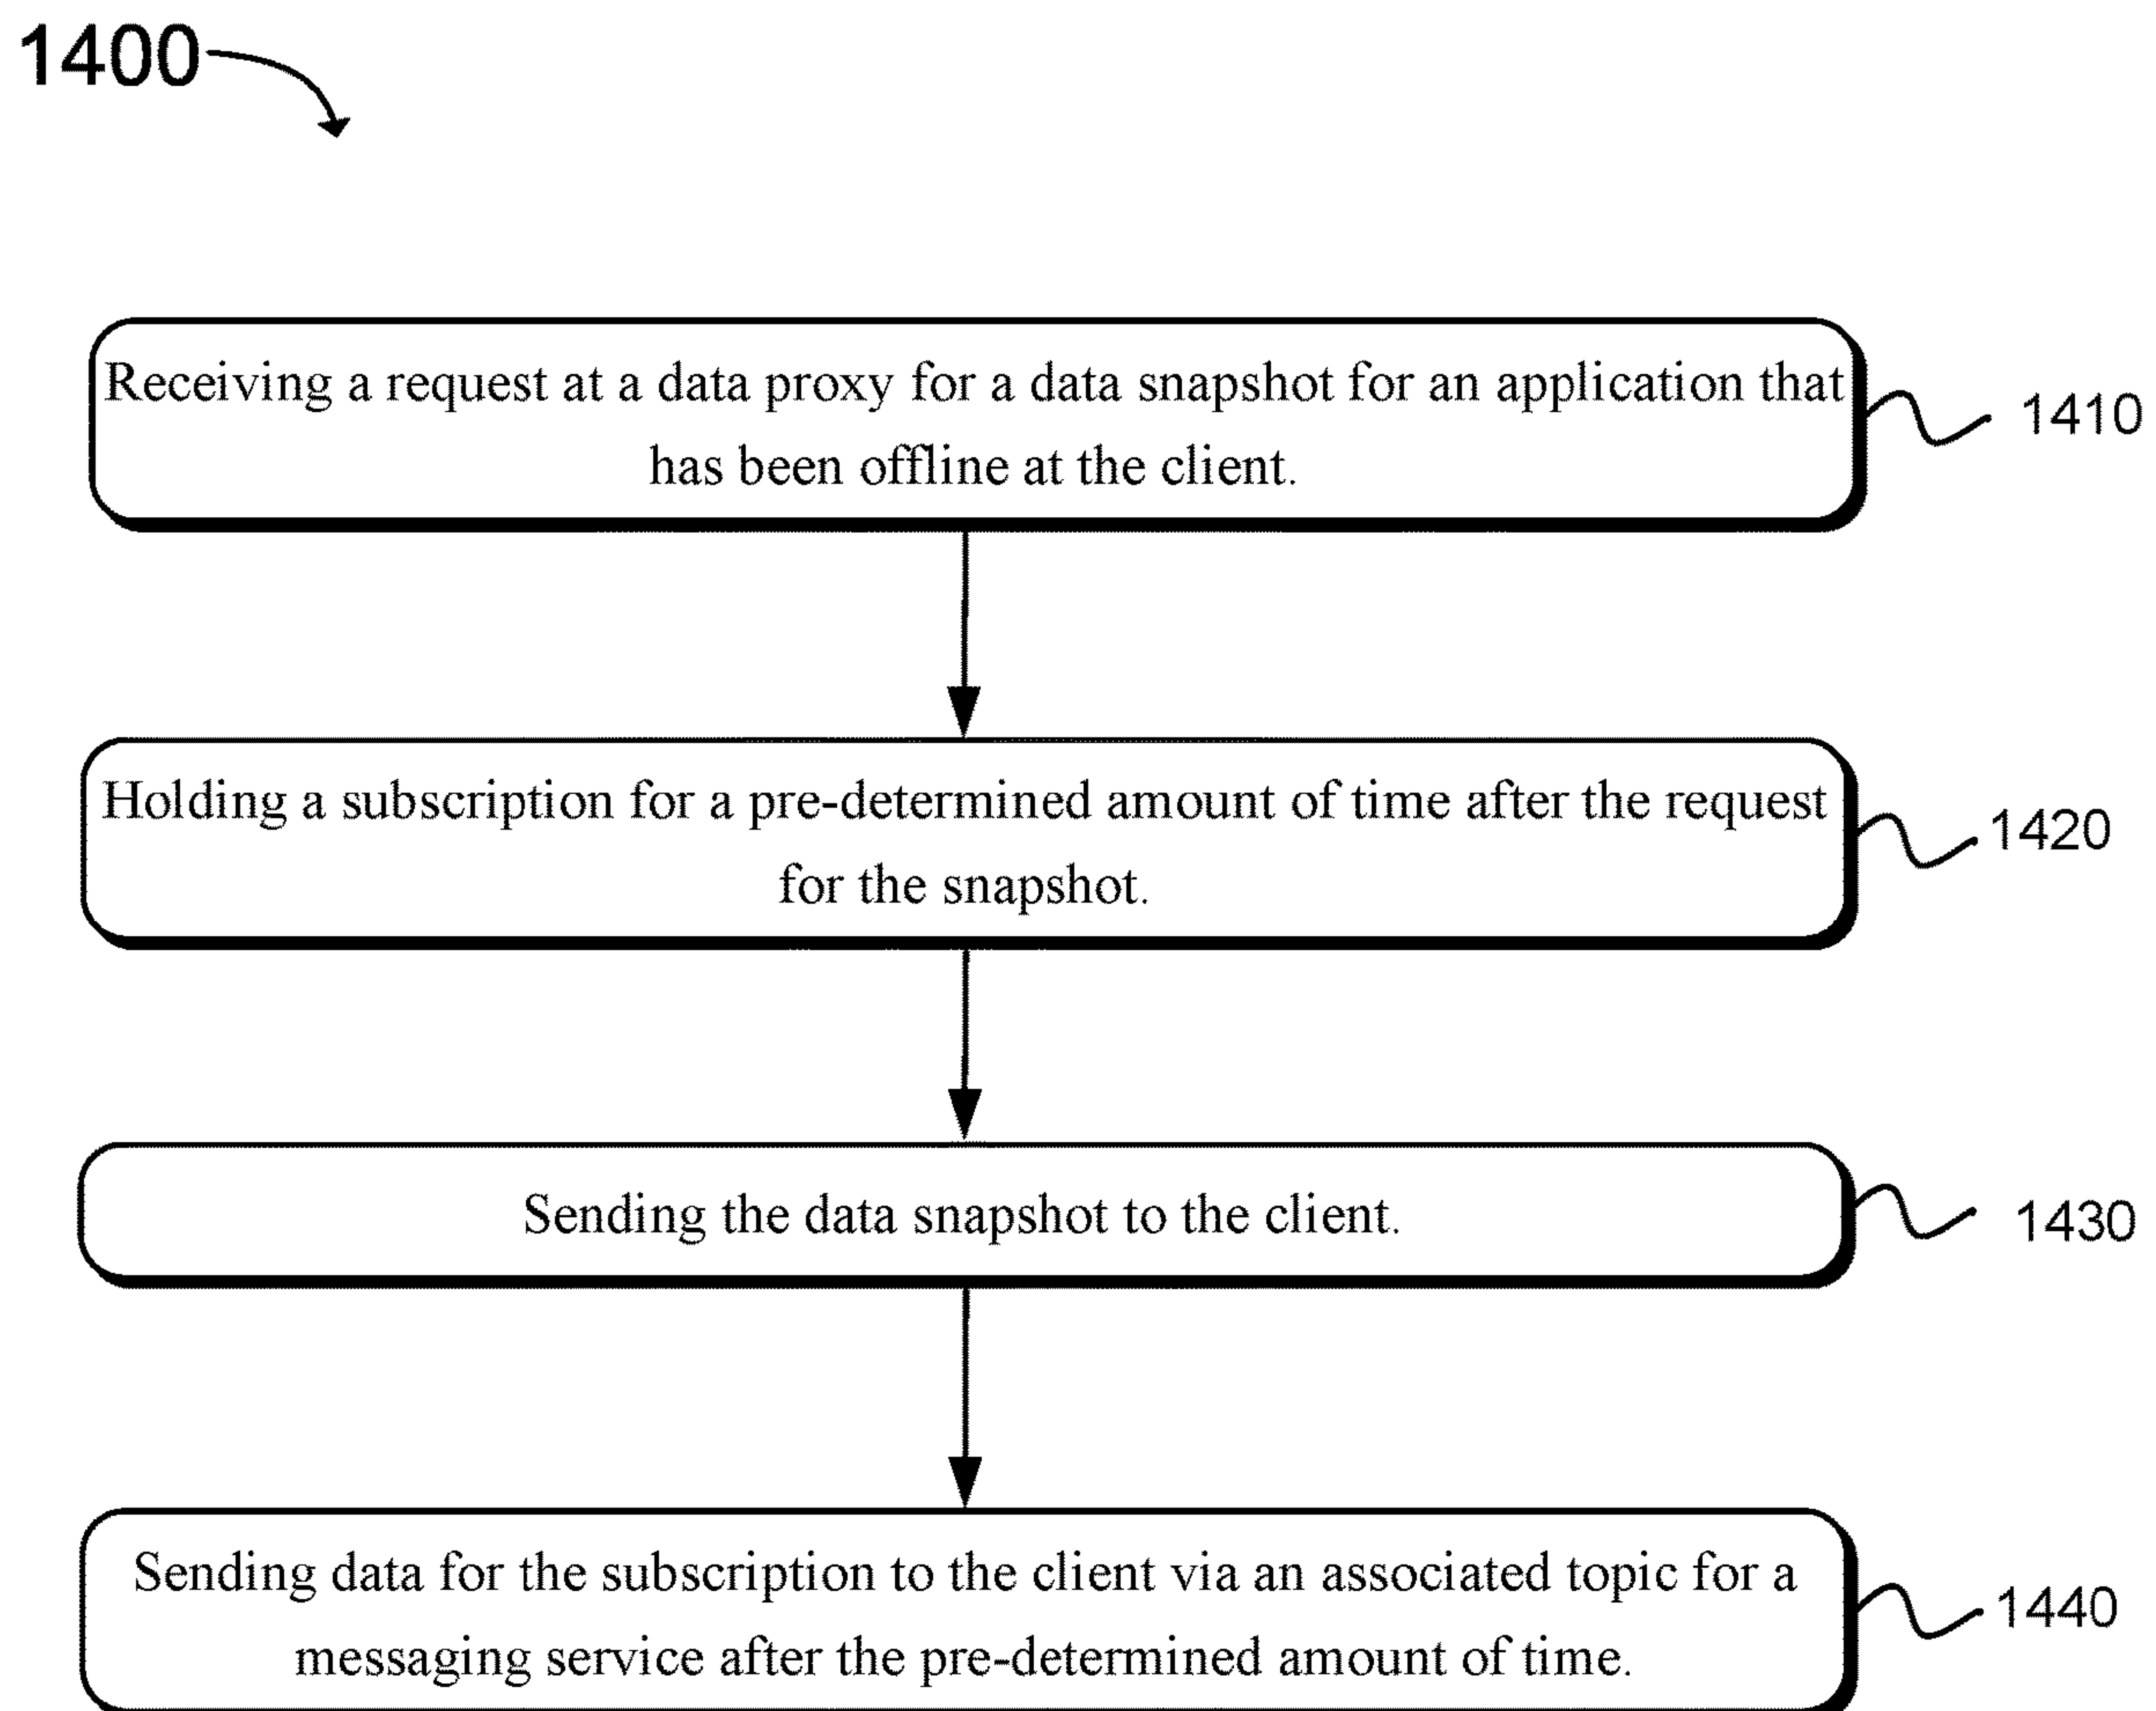 1400
Receiving a request at a data proxy for a data snapshot for an application that
has been offline at the client.
1410
Holding a subscription for a pre-determined amount of time after the request
for the snapshot.
1420
Sending the data snapshot to the client.
1430
Sending data for the subscription to the client via an associated topic for a
messaging service after the pre-determined amount of time.
1440